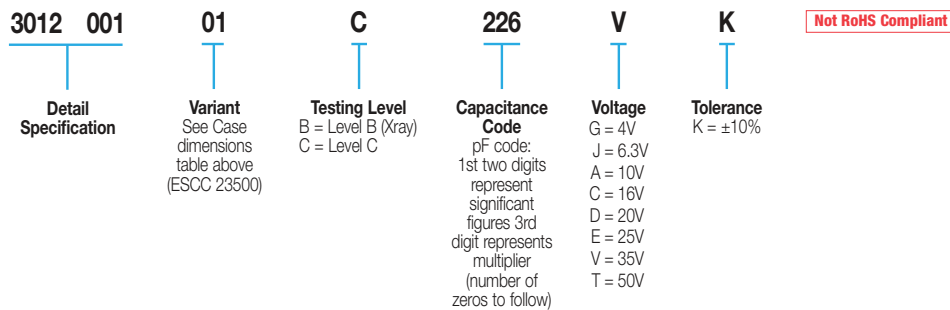 3012 001 01 C 226 V K Not RoHS Compliant
Detail
Specification
Variant
See Case
dimensions
table above
(ESCC 23500)
Testing Level
B = Level B (Xray)
C = Level C
Capacitance
Code
pF code:
1st two digits
represent
significant
figures 3rd
digit represents
multiplier
(number of
zeros to follow)
Voltage
G = 4V
J = 6.3V
A = 10V
C = 16V
D = 20V
E = 25V
V = 35V
T = 50V
Tolerance
K = ±10%